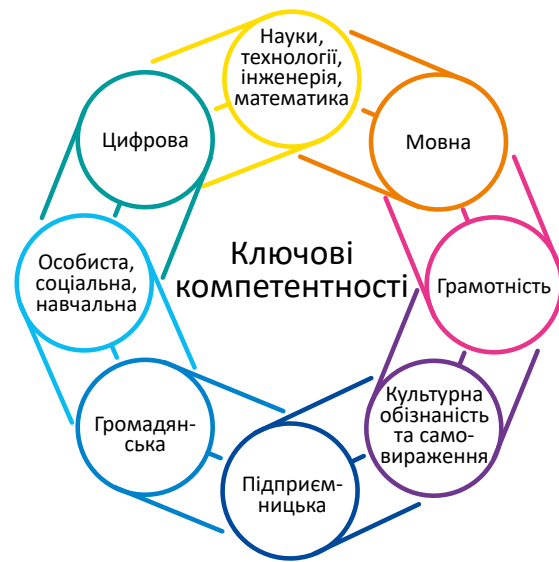 Науки,
технології,
інженерія,
математика
Мовна
Грамотність
Культурна
обізнаність
та само-
вираження
Підприєм-
ницька
Громадян-
ська
Особиста,
соціальна,
навчальна
Цифрова
Ключові
компетентності